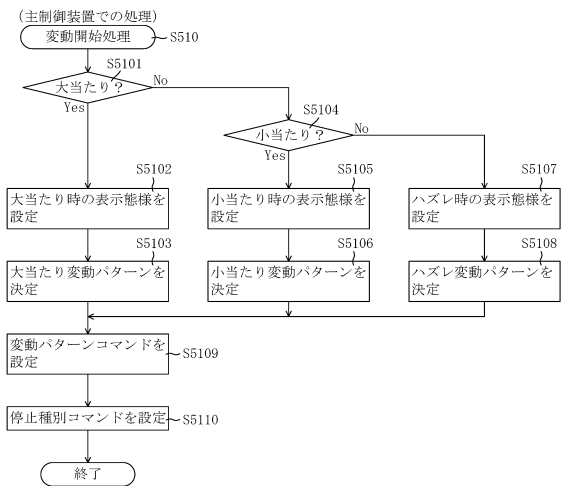 (主制御装置での処理)
変動開始処理
S510
S5101
大当たり?
No
Yes
S5104
小当たり?
No
Yes
S5102
大当たり時の表示態様を
設定
S5105
小当たり時の表示態様を
設定
S5107
ハズレ時の表示態様を
設定
S5103
大当たり変動パターンを
決定
S5106
小当たり変動パターンを
決定
S5108
ハズレ変動パターンを
決定
変動パターンコマンドを
設定
S5109
停止種別コマンドを設定
S5110
終了